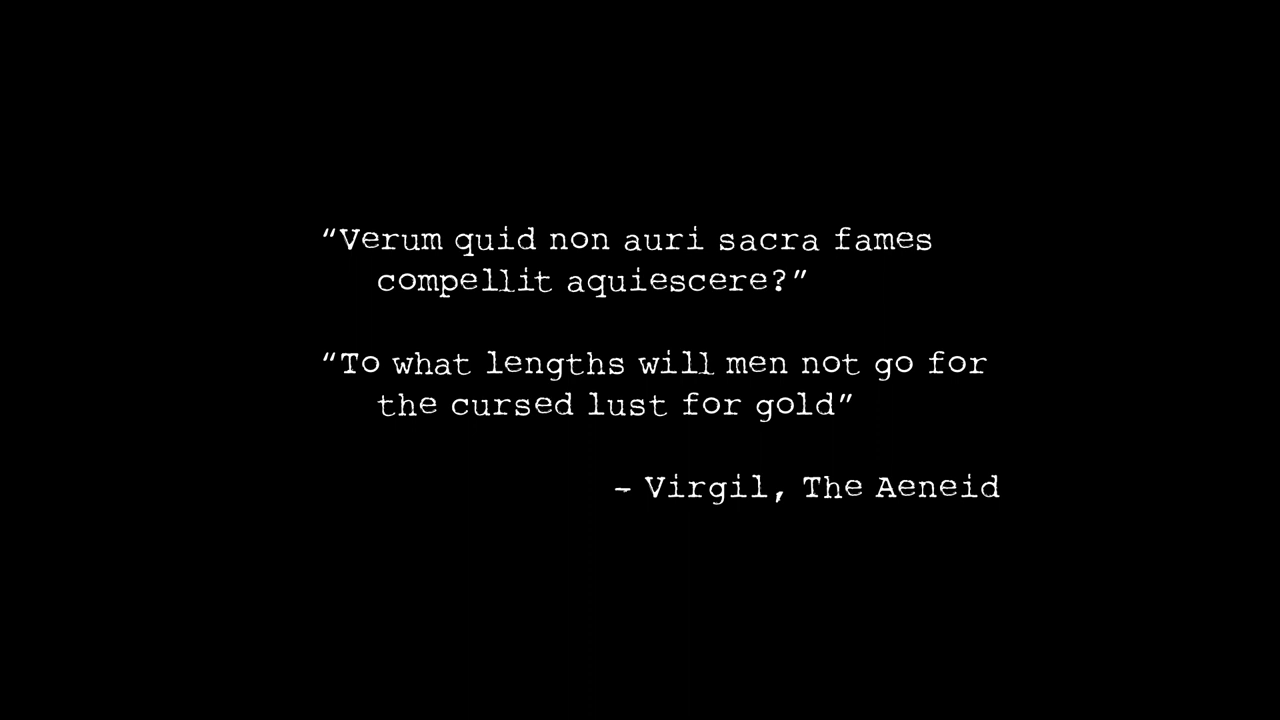 “Verum quid non auri sacra fames
compellit aquiescere?”
“To what lengths will men not go for
the cursed lust for gold”
– Virgil, The Aeneid